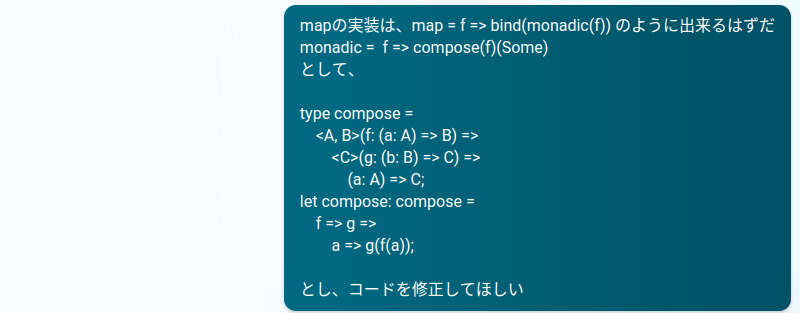 mapの実装は、map = f => bind(monadic(f)) のように出来るはずだ
monadic =  f => compose(f)(Some)
として、

type compose =
    <A, B>(f: (a: A) => B) =>
        <C>(g: (b: B) => C) =>
            (a: A) => C;
let compose: compose =
    f => g =>
        a => g(f(a));

とし、コードを修正してほしい